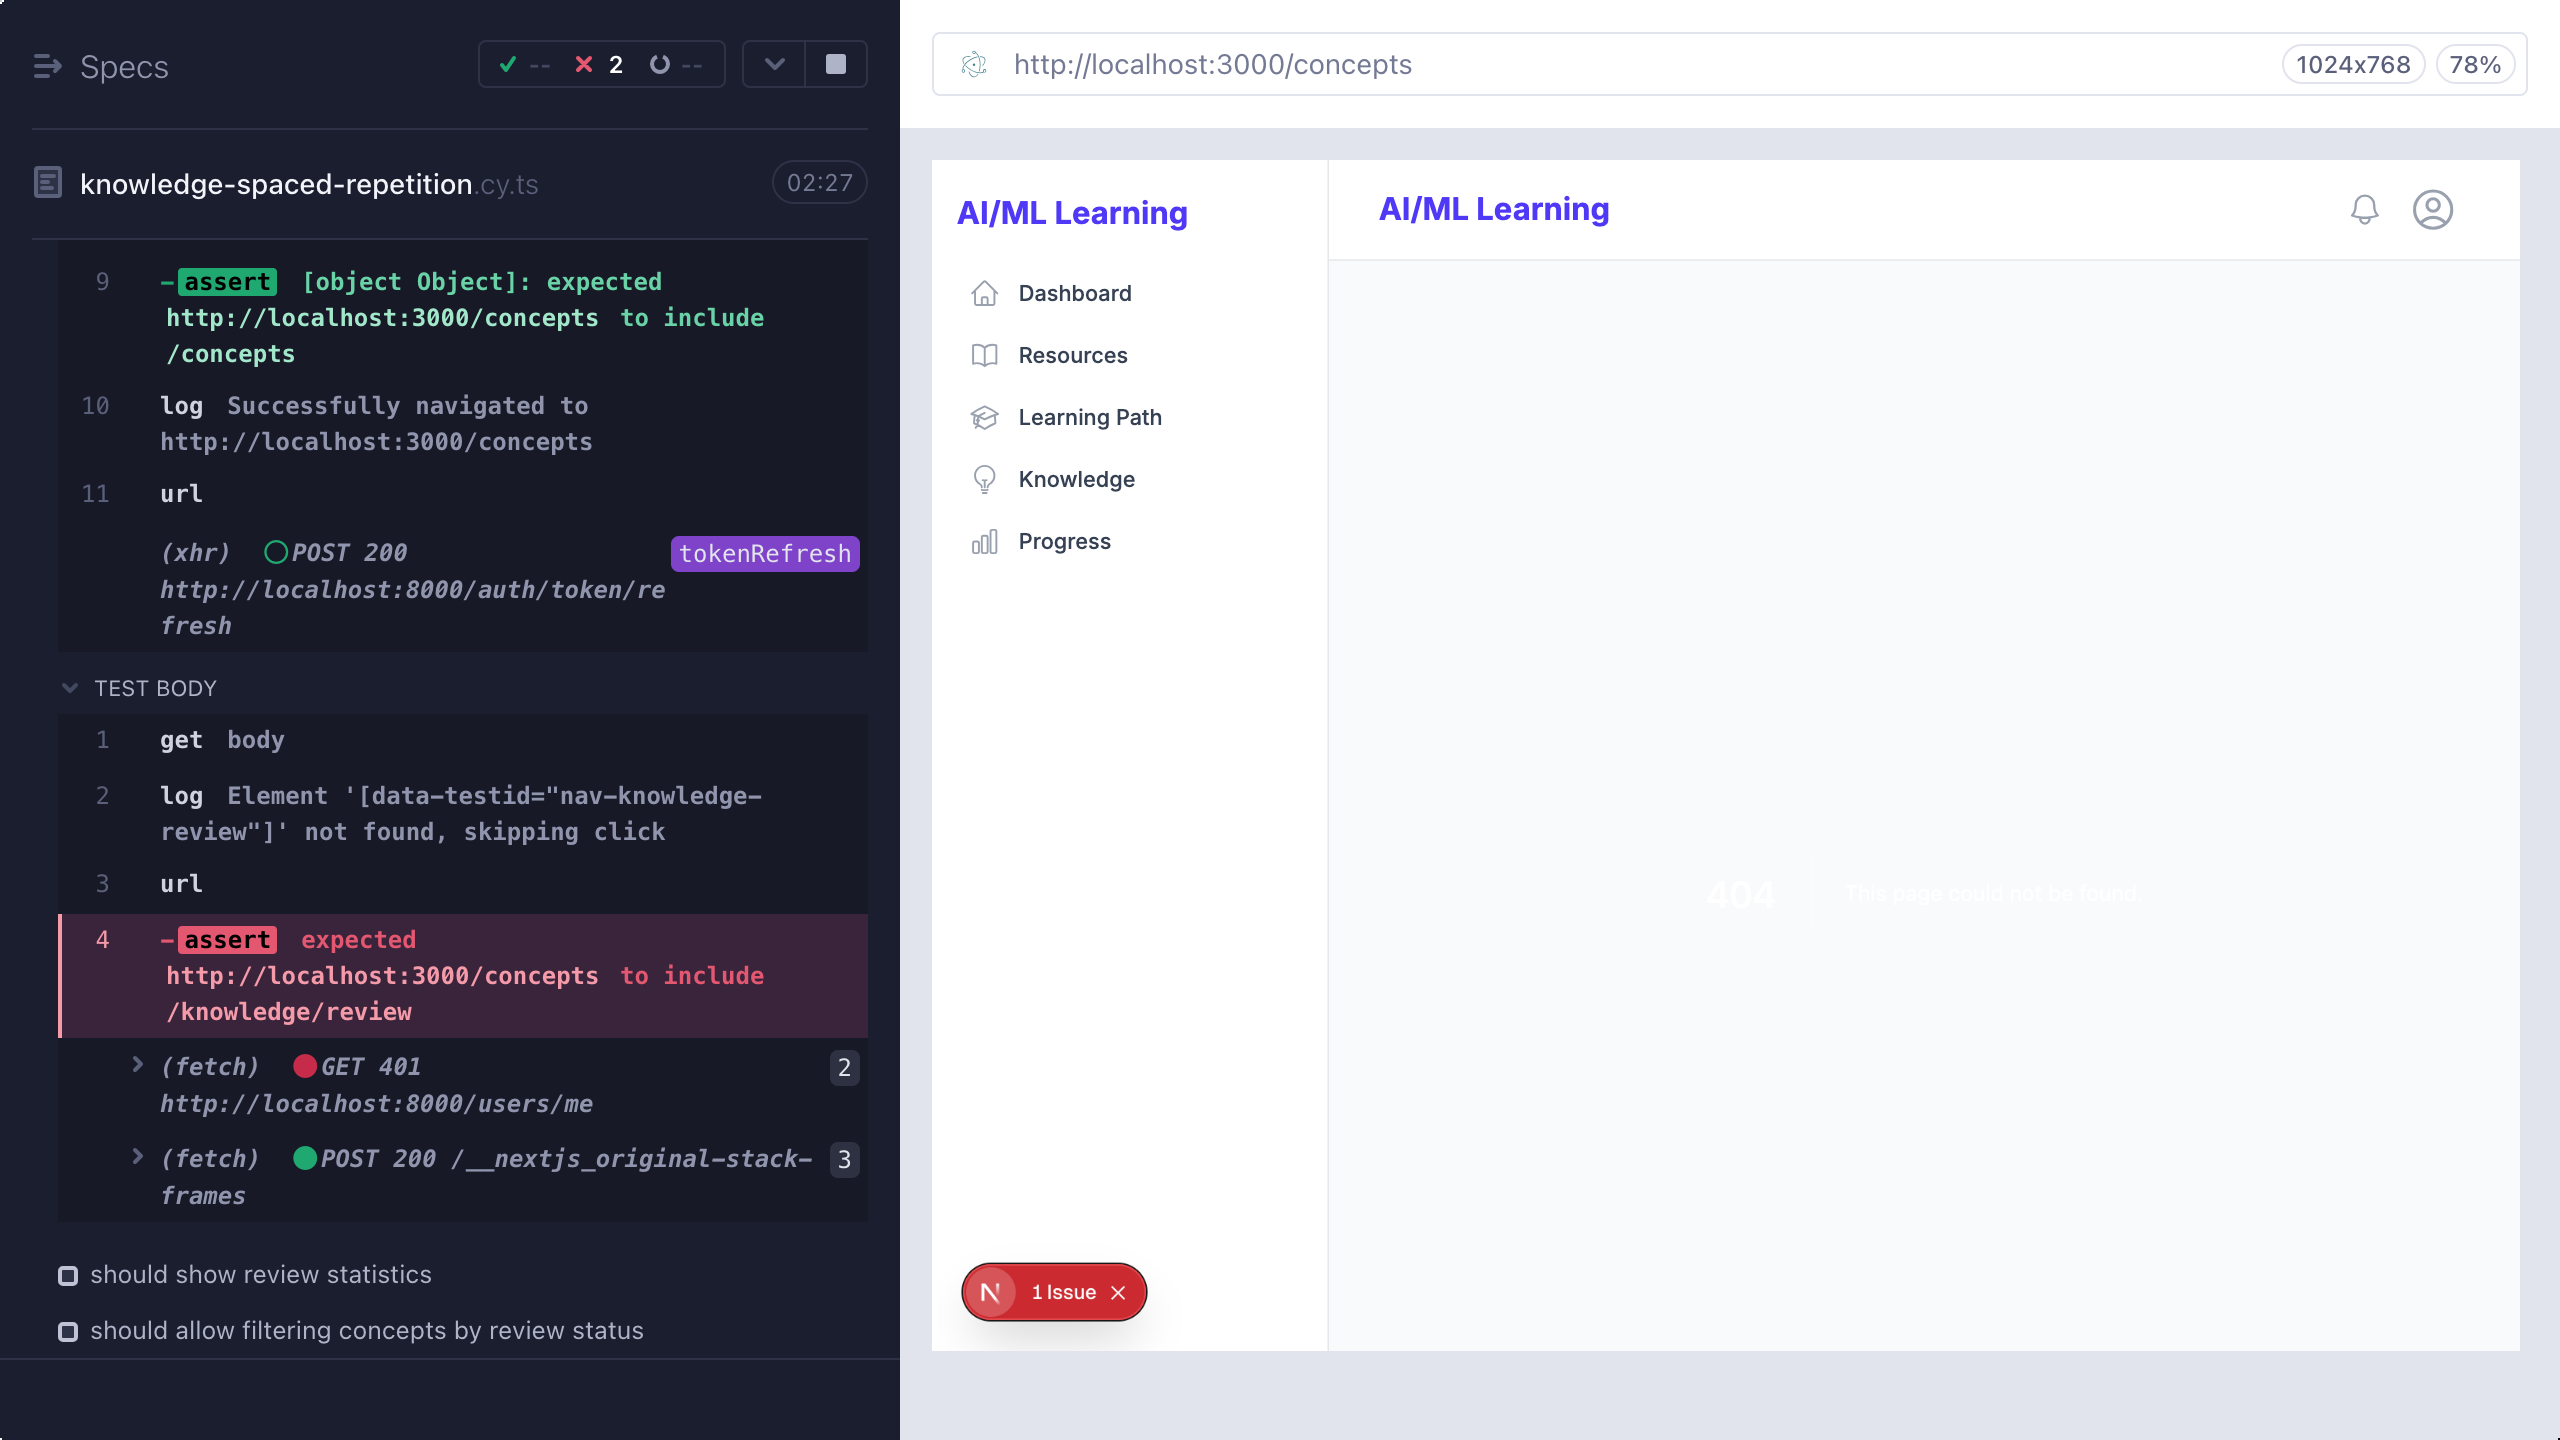 Specs
-- 2 --
knowledge-spaced-repetition.cy.ts
02:27
9 -assert [object Object]: expected
http://localhost:3000/concepts to include
/concepts
10 log Successfully navigated to
http://localhost:3000/concepts
11 url
(xhr) POST 200 tokenRefresh
http://localhost:8000/auth/token/re
fresh
TEST BODY
1 get body
2 log Element '[data-testid="nav-knowledge-
review"]' not found, skipping click
3 url
4 -assert expected
http://localhost:3000/concepts to include
/knowledge/review
(fetch) GET 401 2
http://localhost:8000/users/me
(fetch) POST 200 /__nextjs_original-stack- 3
frames
should show review statistics
should allow filtering concepts by review status
http://localhost:3000/concepts
1024x768
78%
AI/ML Learning
Dashboard
Resources
Learning Path
Knowledge
Progress
N 1 Issue
AI/ML Learning
404 This page could not be found.